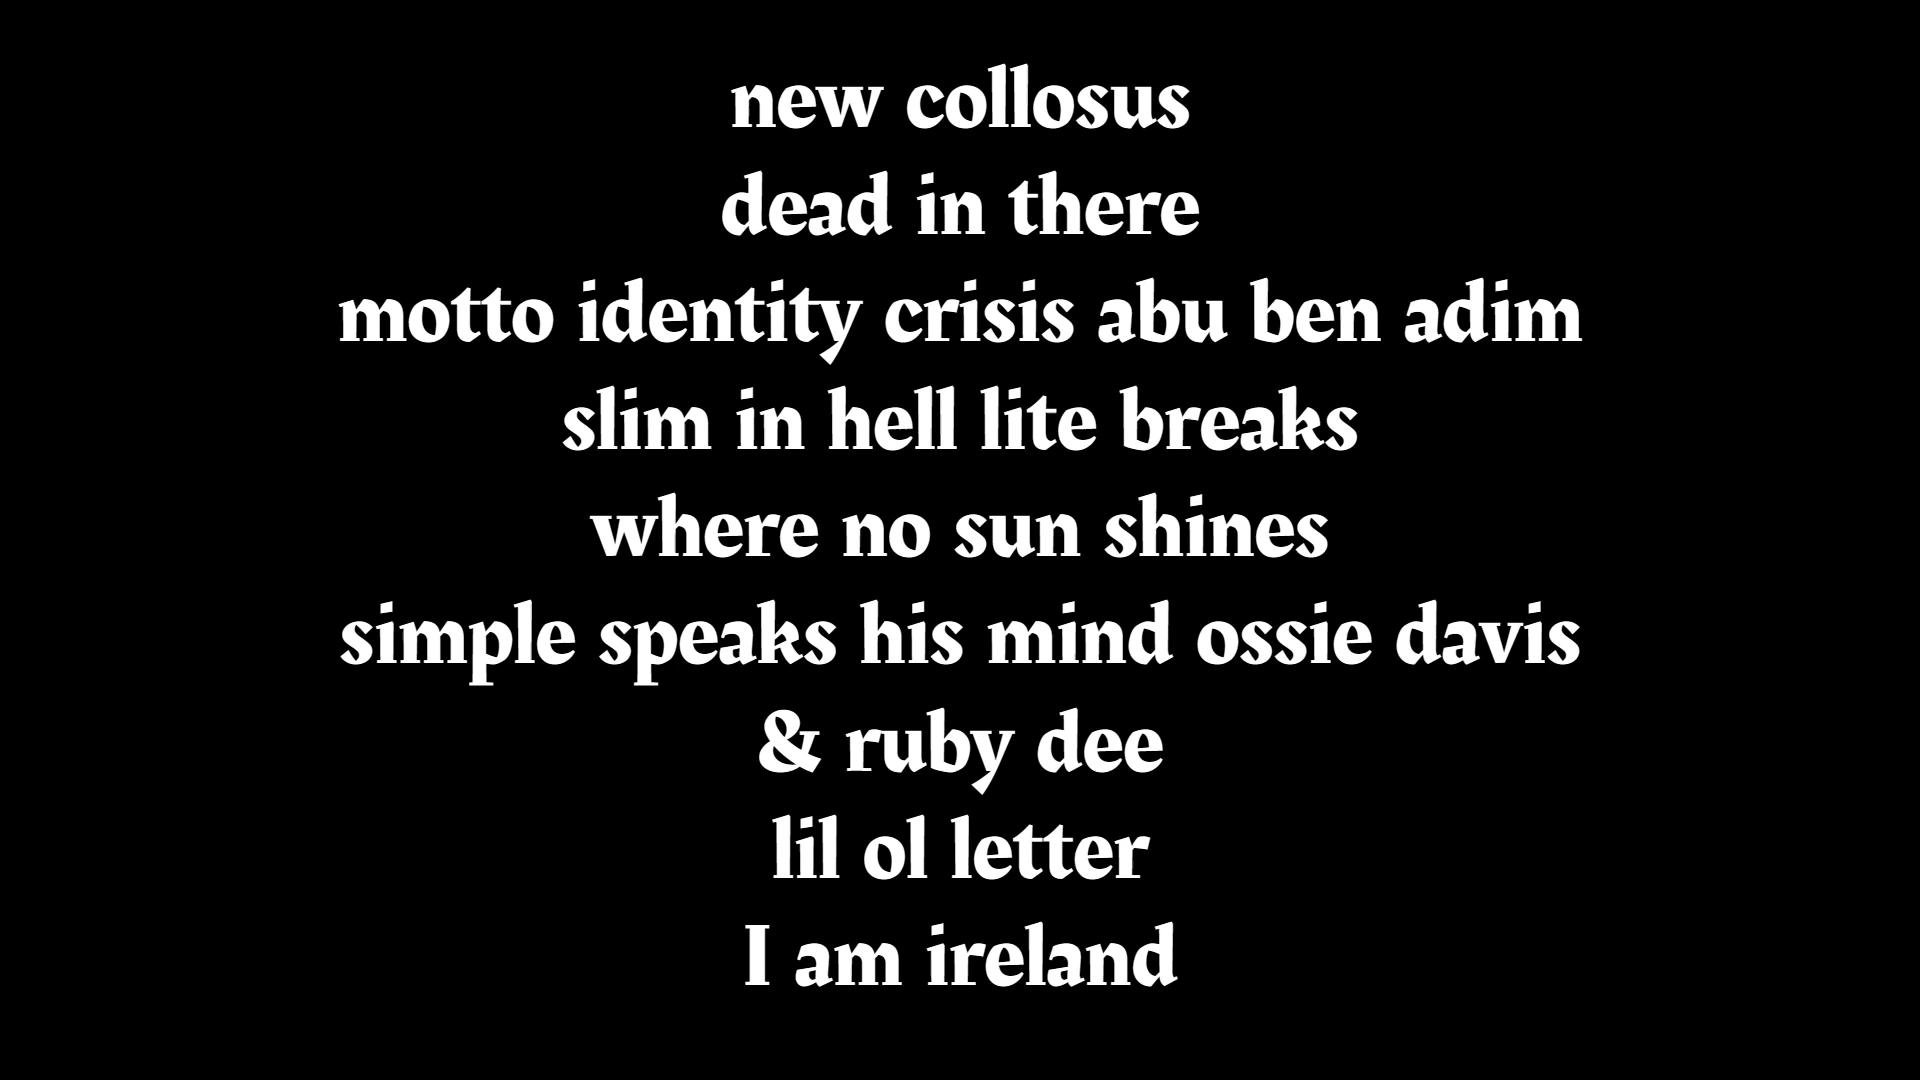 new collosus
dead in there
motto identity crisis abu ben adim
slim in hell lite breaks
where no sun shines
simple speaks his mind ossie davis
& ruby dee
lil ol letter
I am ireland